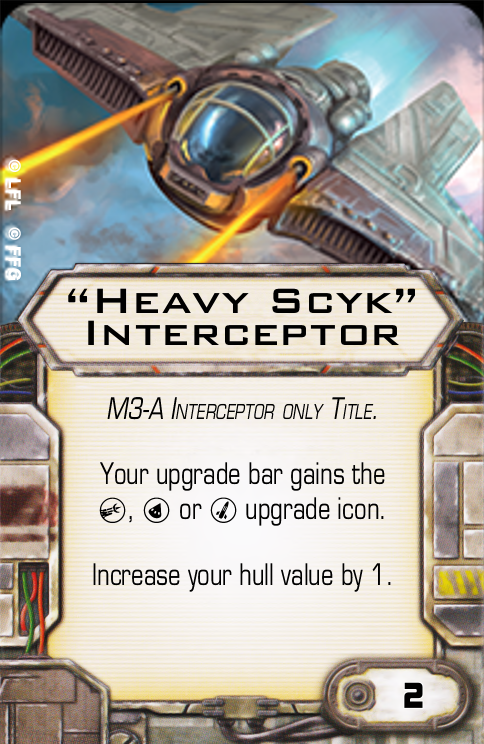 © LFL © FFG
“Heavy Scyk”
Interceptor
M3-A Interceptor only Title.
Your upgrade bar gains the
, or upgrade icon.
Increase your hull value by 1.
2